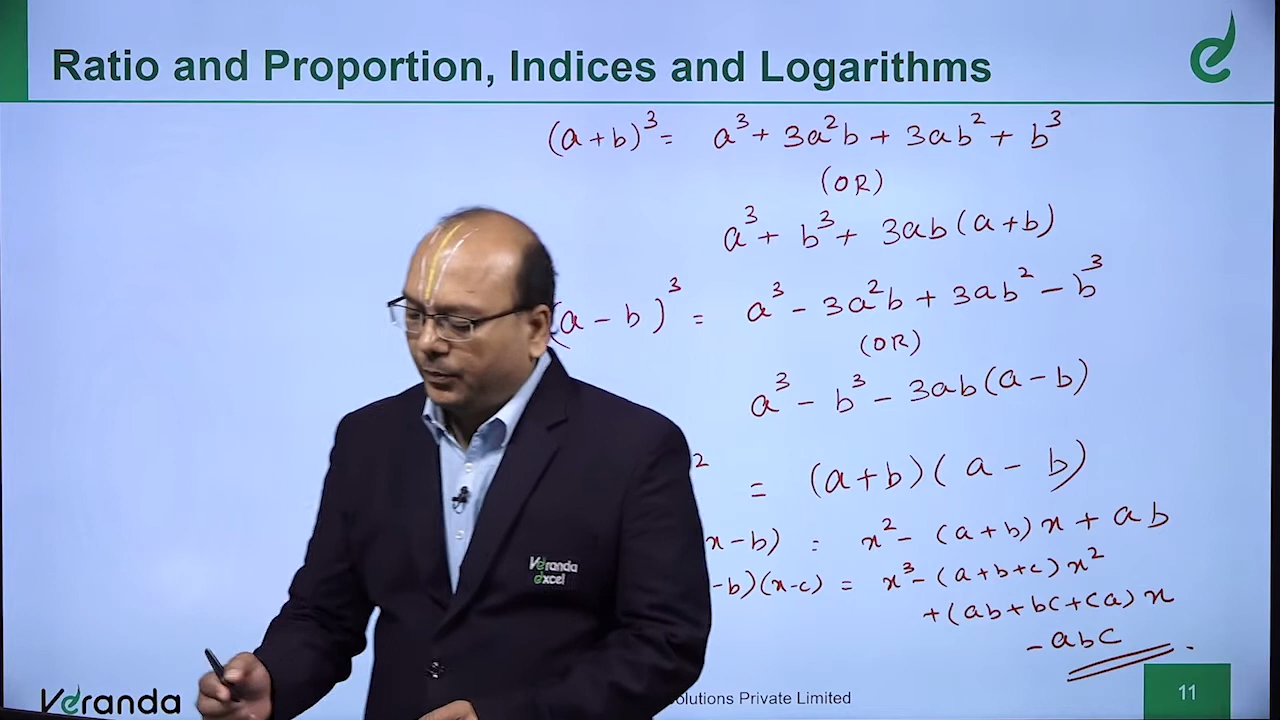 Ratio and Proportion, Indices and Logarithms
(a+b)³ = a³ + 3a²b + 3ab² + b³
(OR)
a³ + b³ + 3ab(a+b)
(a-b)³ = a³ - 3a²b + 3ab² - b³
(OR)
a³ - b³ - 3ab(a-b)
² = (a+b)(a-b)
x-b) = x² - (a+b)x + ab
-b)(x-c) = x³ - (a+b+c)x²
+(ab+bc+ca)x
-abc
Veranda
excel
Veranda
olutions Private Limited
11